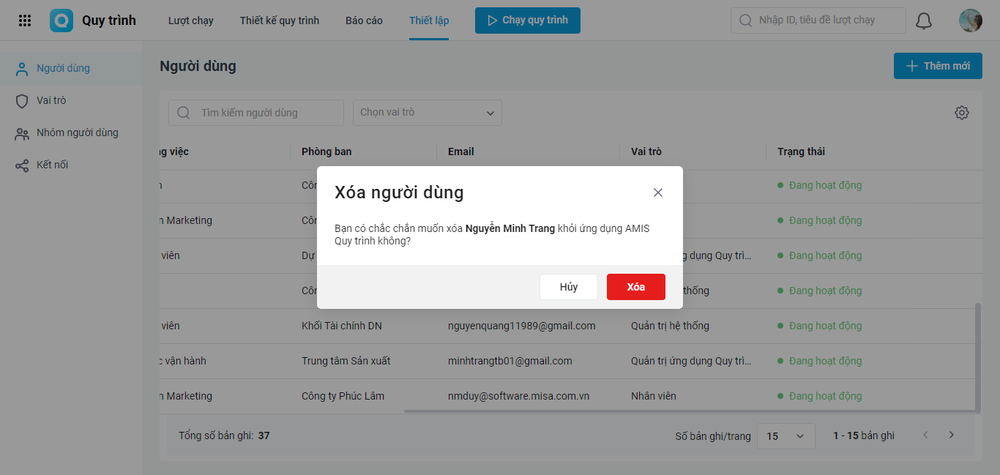 Quy trình
Lượt chạy
Thiết kế quy trình
Báo cáo
Thiết lập
Chạy quy trình
Nhập ID, tiêu đề lượt chạy
Người dùng
Vai trò
Nhóm người dùng
Kết nối
Người dùng
Thêm mới
Tìm kiếm người dùng
Chọn vai trò
việc Phòng ban Email Vai trò Trạng thái
Đang hoạt động
Marketing Đang hoạt động
viên Dự dụng Quy trì... Đang hoạt động
thống Đang hoạt động
viên Khối Tài chính DN nguyenquang11989@gmail.com Quản trị hệ thống Đang hoạt động
vận hành Trung tâm Sản xuất minhtrangtb01@gmail.com Quản trị ứng dụng Quy trì... Đang hoạt động
Marketing Công ty Phúc Lâm nmduy@software.misa.com.vn Nhân viên Đang hoạt động
Tổng số bản ghi: 37
Số bản ghi/trang 15
1 - 15 bản ghi
Xóa người dùng
Bạn có chắc chắn muốn xóa Nguyễn Minh Trang khỏi ứng dụng AMIS
Quy trình không?
Hủy
Xóa